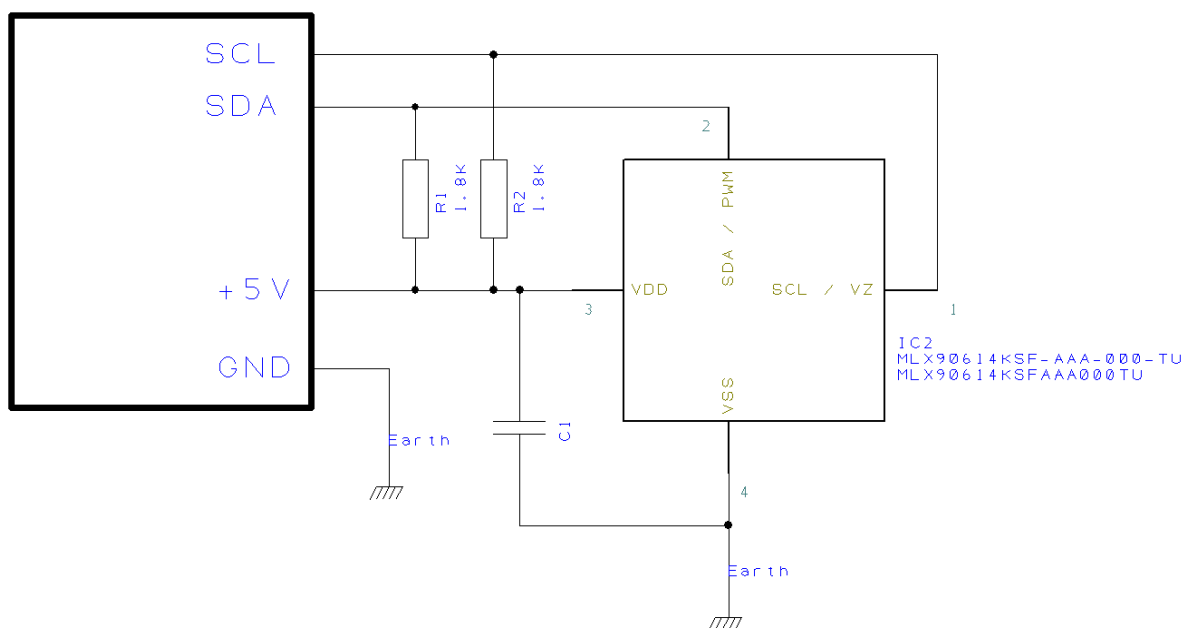 SCL
SDA
+5V
GND
Earth
R1
1.8K
R2
1.8K
C1
2
SDA / PWM
VDD
SCL / VZ
3
1
VSS
4
IC2
MLX90614KSF-AAA-000-TU
MLX90614KSFAAA000TU
Earth